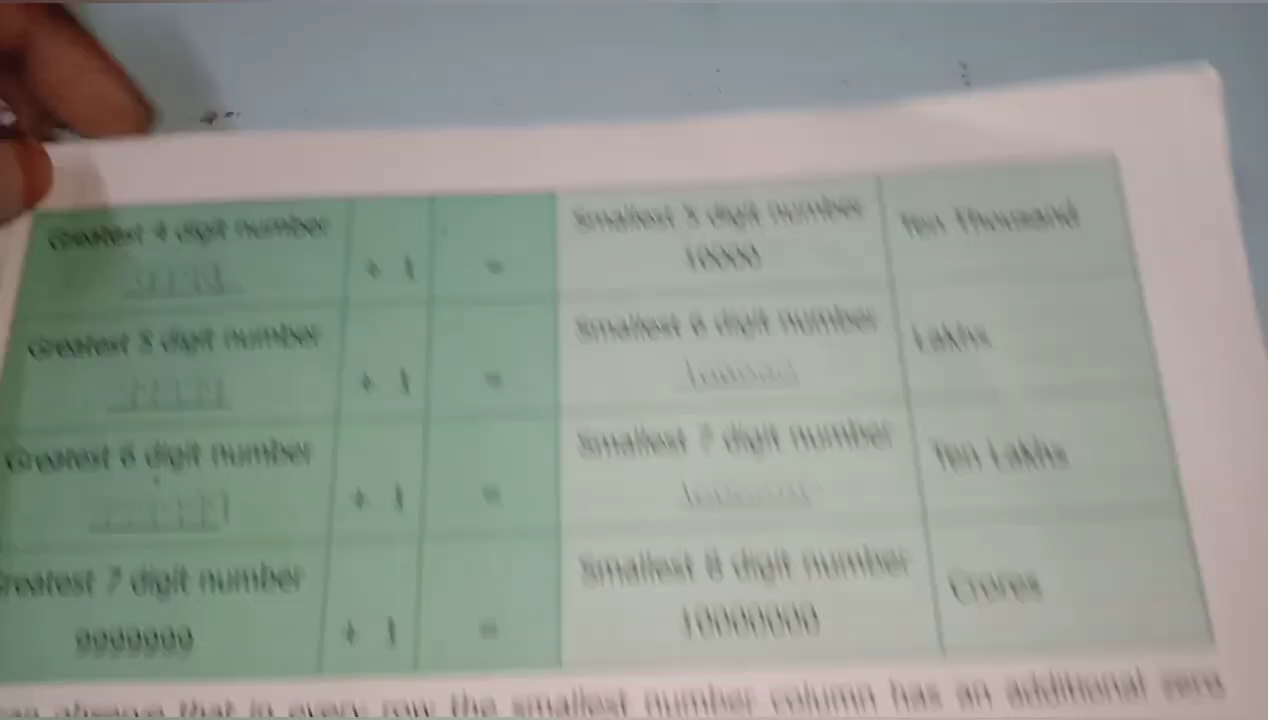 Greatest 4 digit number + 1 = Smallest 5 digit number 10000 Ten Thousand
Greatest 5 digit number + 1 = Smallest 6 digit number Lakhs
Greatest 6 digit number + 1 = Smallest 7 digit number Ten Lakhs
Greatest 7 digit number 9999999 + 1 = Smallest 8 digit number 10000000 Crores
observe that in every row the smallest number column has an additional zero